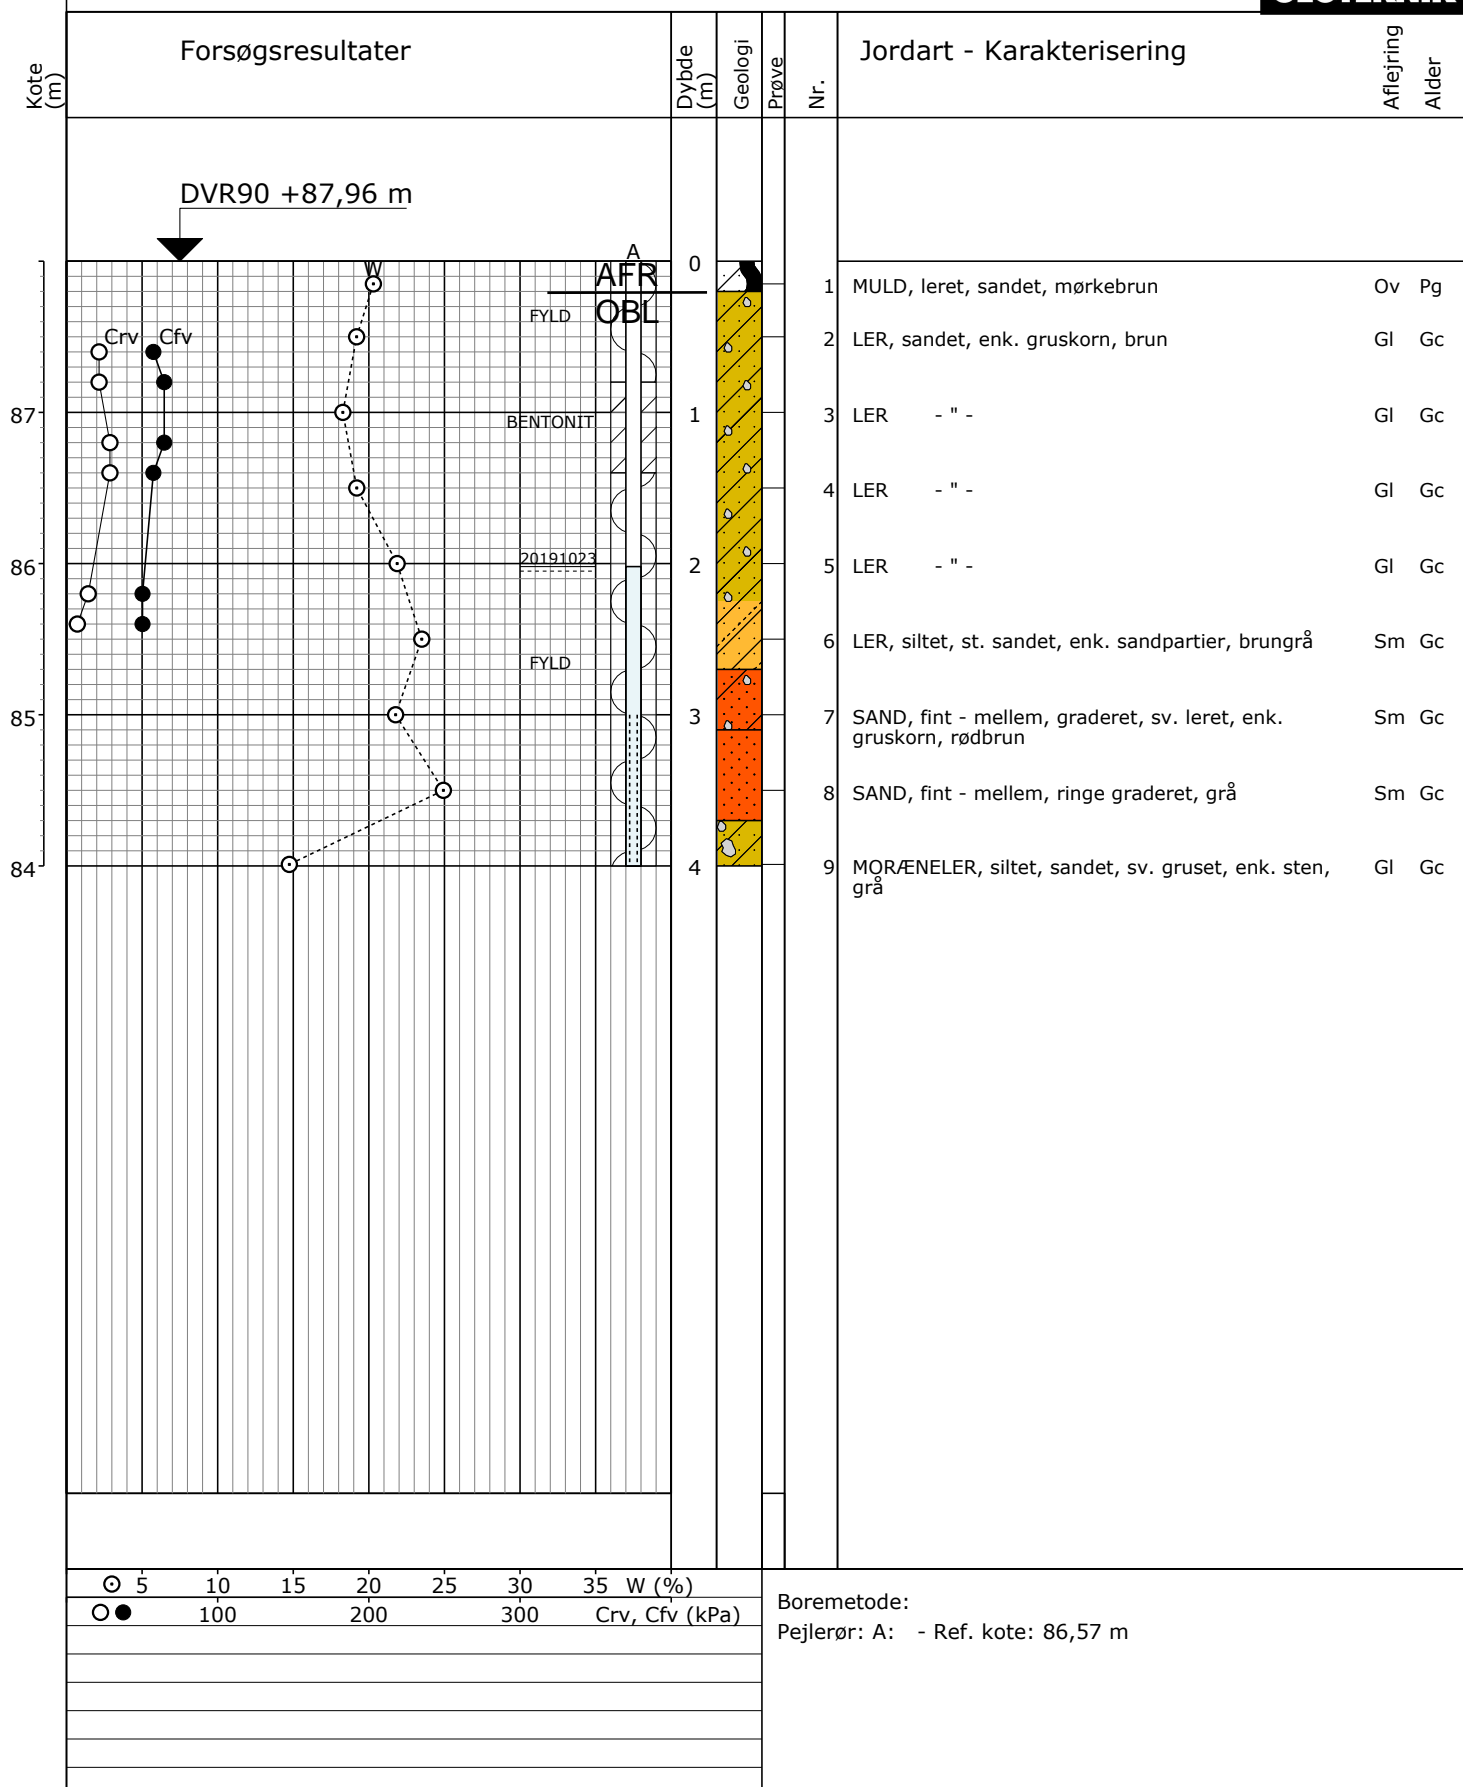 Kote
(m)
Forsøgsresultater
Dybde
(m)
Geologi
Prøve
Nr.
Jordart - Karakterisering
Aflejring
Alder
DVR90 +87,96 m
A
W
AFR
0
1 MULD, leret, sandet, mørkebrun Ov Pg
OBL
FYLD
Crv Cfv
2 LER, sandet, enk. gruskorn, brun Gl Gc
87 BENTONIT 1 3 LER - " - Gl Gc
4 LER - " - Gl Gc
20191023
86 2 5 LER - " - Gl Gc
6 LER, siltet, st. sandet, enk. sandpartier, brungrå Sm Gc
FYLD
85 3 7 SAND, fint - mellem, graderet, sv. leret, enk. Sm Gc
gruskorn, rødbrun
8 SAND, fint - mellem, ringe graderet, grå Sm Gc
84 4 9 MORÆNELER, siltet, sandet, sv. gruset, enk. sten, Gl Gc
grå
5 10 15 20 25 30 35 W (%)
100 200 300 Crv, Cfv (kPa)
Boremetode:
Pejlerør: A: - Ref. kote: 86,57 m